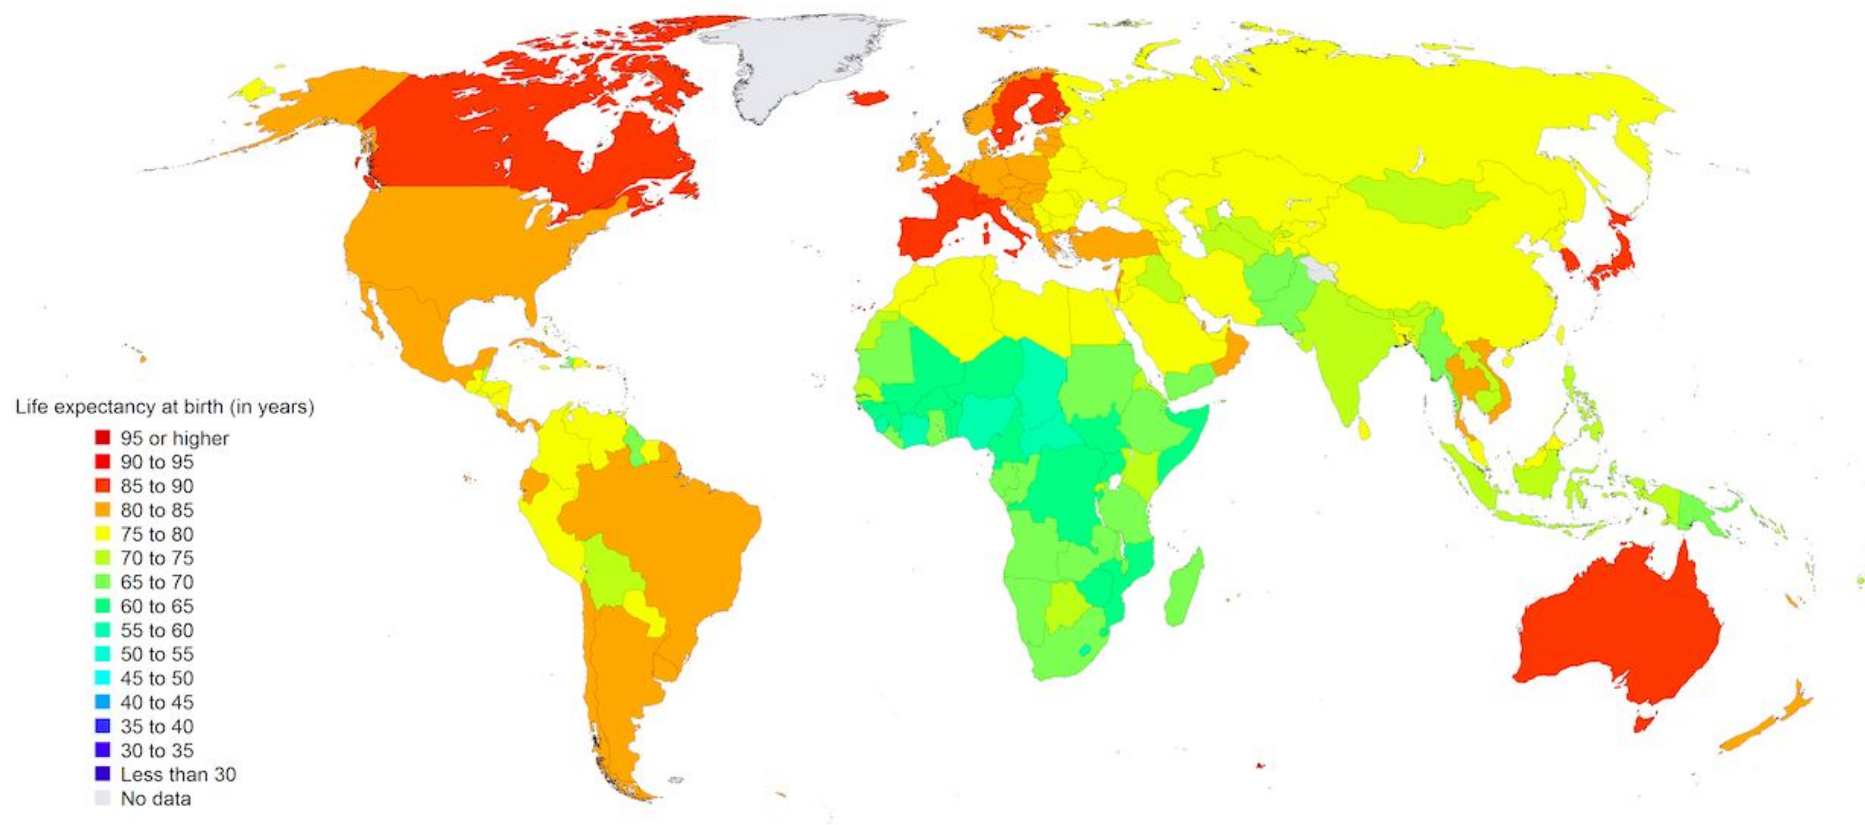 Life expectancy at birth (in years)
95 or higher
90 to 95
85 to 90
80 to 85
75 to 80
70 to 75
65 to 70
60 to 65
55 to 60
50 to 55
45 to 50
40 to 45
35 to 40
30 to 35
Less than 30
No data